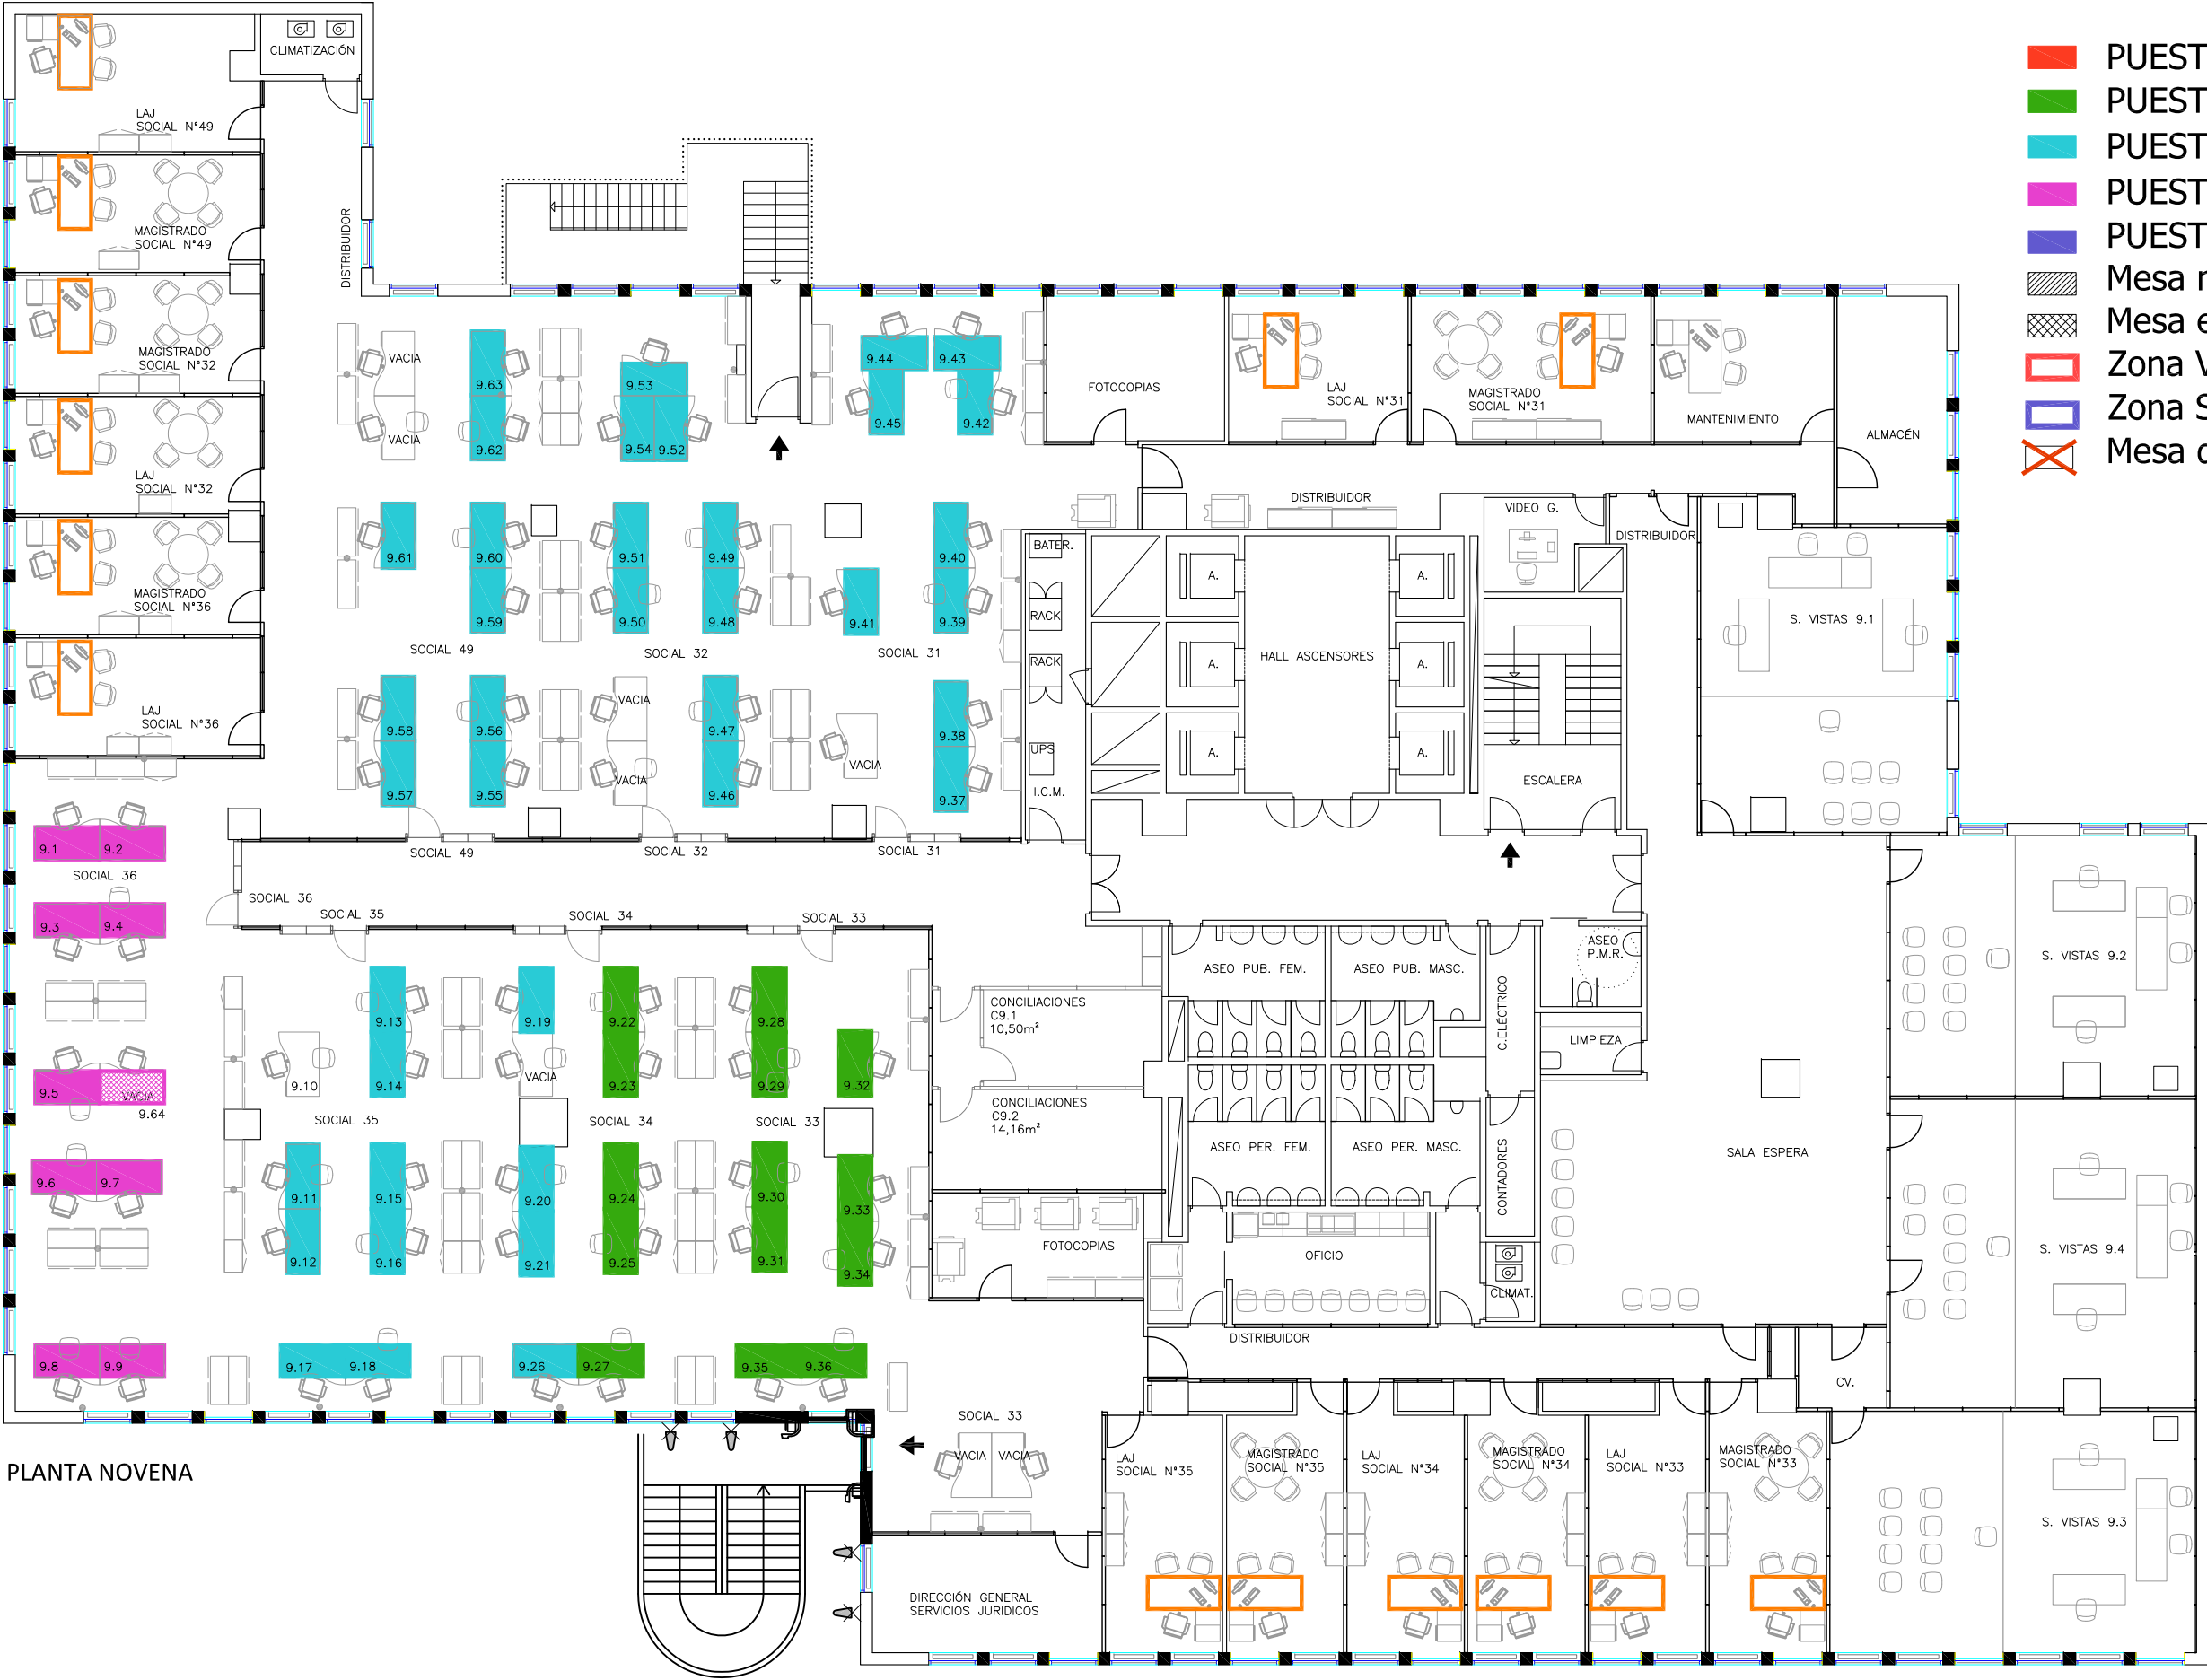 CLIMATIZACIÓN
LAJ
SOCIAL N°49
MAGISTRADO
SOCIAL N°49
MAGISTRADO
SOCIAL N°32
LAJ
SOCIAL N°32
MAGISTRADO
SOCIAL N°36
LAJ
SOCIAL N°36
DISTRIBUIDOR
PUEST
PUEST
PUEST
PUEST
PUEST
Mesa
Mesa
Zona
Zona
Mesa
VACIA
VACIA
9.63
9.62
9.53
9.54
9.52
9.44
9.43
9.45
9.42
FOTOCOPIAS
LAJ
SOCIAL N°31
MAGISTRADO
SOCIAL N°31
MANTENIMIENTO
ALMACÉN
DISTRIBUIDOR
VIDEO G.
DISTRIBUIDOR
9.61
9.60
9.59
9.51
9.50
9.49
9.48
9.41
9.40
9.39
SOCIAL 49
SOCIAL 32
SOCIAL 31
9.58
9.57
9.56
9.55
VACIA
VACIA
9.47
9.46
VACIA
9.38
9.37
BATER.
RACK
RACK
UPS
I.C.M.
A.
A.
A.
A.
A.
A.
HALL ASCENSORES
ESCALERA
S. VISTAS 9.1
SOCIAL 49
SOCIAL 32
SOCIAL 31
9.1
9.2
SOCIAL 36
9.3
9.4
SOCIAL 36
SOCIAL 35
SOCIAL 34
SOCIAL 33
9.5
VACIA
9.64
9.6
9.7
9.8
9.9
9.13
9.14
9.10
SOCIAL 35
9.11
9.12
9.15
9.16
9.17
9.18
9.19
VACIA
9.20
9.21
9.22
9.23
SOCIAL 34
9.24
9.25
9.26
9.27
9.28
9.29
9.32
SOCIAL 33
9.30
9.31
9.33
9.34
9.35
9.36
CONCILIACIONES
C9.1
10,50m²
CONCILIACIONES
C9.2
14,16m²
FOTOCOPIAS
ASEO PUB. FEM.
ASEO PUB. MASC.
ASEO PER. FEM.
ASEO PER. MASC.
C.ELÉCTRICO
CONTADORES
ASEO
P.M.R.
LIMPIEZA
OFICIO
CLIMAT.
DISTRIBUIDOR
SALA ESPERA
S. VISTAS 9.2
S. VISTAS 9.4
CV.
S. VISTAS 9.3
PLANTA NOVENA
SOCIAL 33
VACIA
VACIA
DIRECCIÓN GENERAL
SERVICIOS JURIDICOS
LAJ
SOCIAL N°35
MAGISTRADO
SOCIAL N°35
LAJ
SOCIAL N°34
MAGISTRADO
SOCIAL N°34
LAJ
SOCIAL N°33
MAGISTRADO
SOCIAL N°33